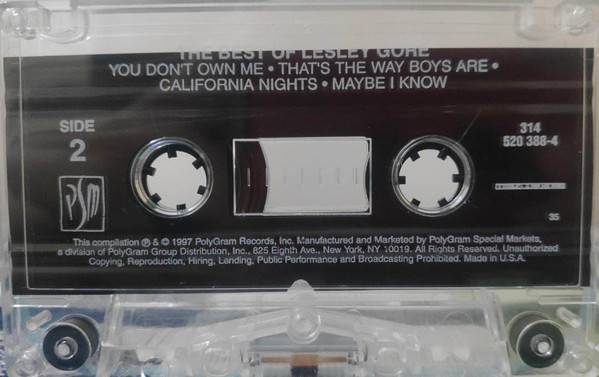 THE BEST OF LESLEY GORE
YOU DON'T OWN ME • THAT'S THE WAY BOYS ARE •
CALIFORNIA NIGHTS • MAYBE I KNOW
SIDE
2
314
520 388-4
PSM
35
This compilation ℗ & © 1997 PolyGram Records, Inc. Manufactured and Marketed by PolyGram Special Markets,
a division of PolyGram Group Distribution, Inc., 825 Eighth Ave., New York, NY 10019. All Rights Reserved. Unauthorized
Copying, Reproduction, Hiring, Lending, Public Performance and Broadcasting Prohibited. Made in U.S.A.